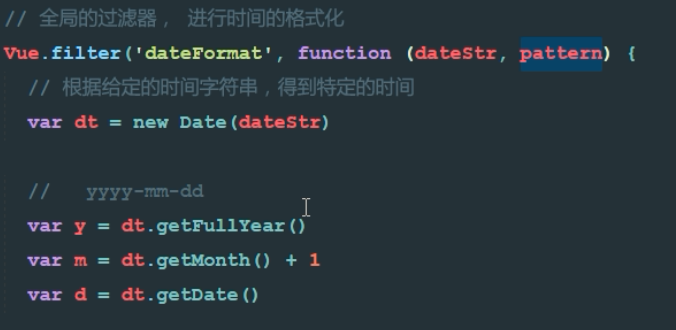 // 全局的过滤器， 进行时间的格式化
Vue.filter('dateFormat', function (dateStr, pattern) {
// 根据给定的时间字符串，得到特定的时间
var dt = new Date(dateStr)
//   yyyy-mm-dd
var y = dt.getFullYear()
var m = dt.getMonth() + 1
var d = dt.getDate()